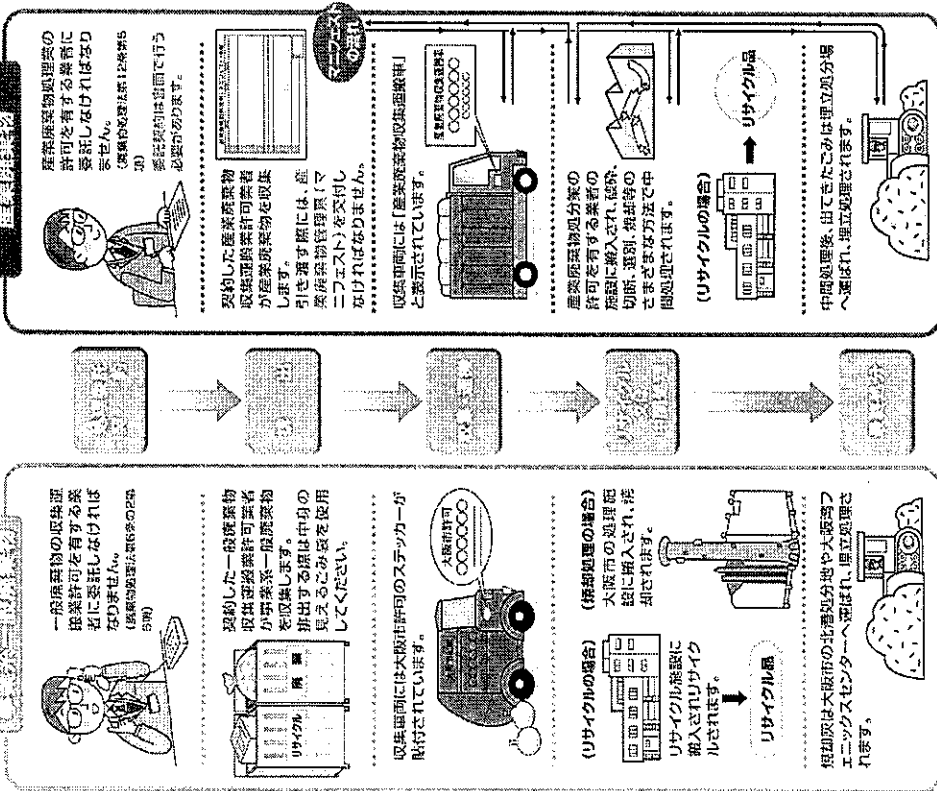 一般廃棄物の収集運
搬業許可を有する業
者に委託しなければ
なりません。
契約した一般廃棄物
収集運搬業許可業者
が事業系一般廃棄物
を収集します。
排出する際は中身の
見えるごみ袋を使用
してください。
リサイクル
収集車両には大阪市許可のステッカーが
貼付されています。
大阪市許可
〇〇〇〇〇
(リサイクルの場合)
リサイクル施設に
搬入されリサイク
ルされます。
リサイクル品
(焼却処理の場合)
大阪市の処理施
設に搬入され、焼
却されます。
焼却灰は大阪市の北港処分地や大阪湾フ
ェニックスセンターへ運ばれ、埋立処理さ
れます。
産業廃棄物処理業の
許可を有する業者に
委託しなければなり
ません。
(廃棄物処理法第12条第5
項)
委託契約は書面で行う
必要があります。
契約した産業廃棄物
収集運搬業許可業者
が産業廃棄物を収集
します。
引き渡す際には、産
業廃棄物管理票(マ
ニフェスト)を交付し
なければなりません。
マニフェスト
の流れ
収集車両には「産業廃棄物収集運搬車」
と表示されています。
産業廃棄物収集運搬車
〇〇〇〇〇
産業廃棄物処分業の
許可を有する業者の
施設に搬入され、破砕、
切断、選別、焼却等の
さまざまな方法で中
間処理されます。
(リサイクルの場合)
リサイクル品
中間処理後、出てきたごみは埋立処分場
へ運ばれ、埋立処理されます。